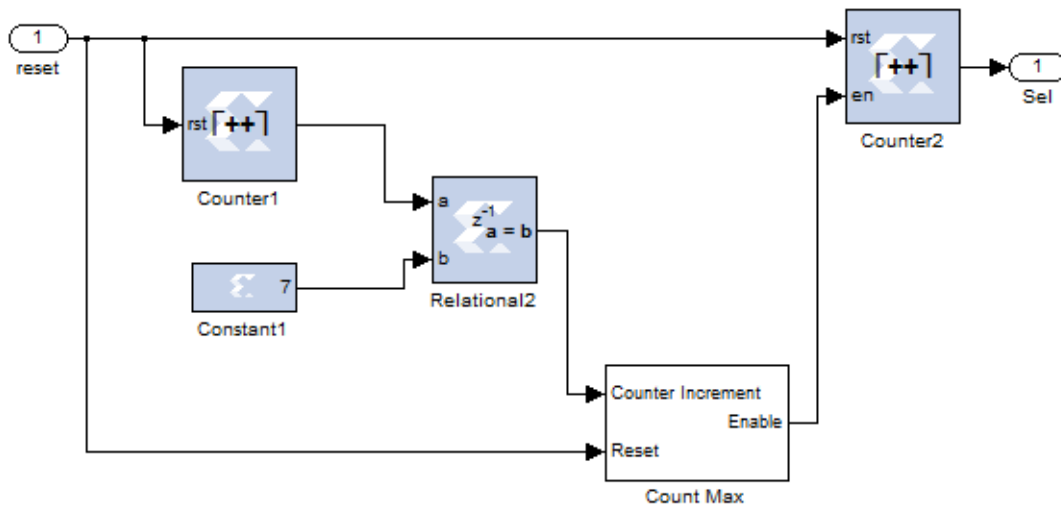 1
reset
rst
++
Counter1
7
Constant1
a
b
z-1
a = b
Relational2
Counter Increment
Enable
Reset
Count Max
rst
en
++
Counter2
1
Sel